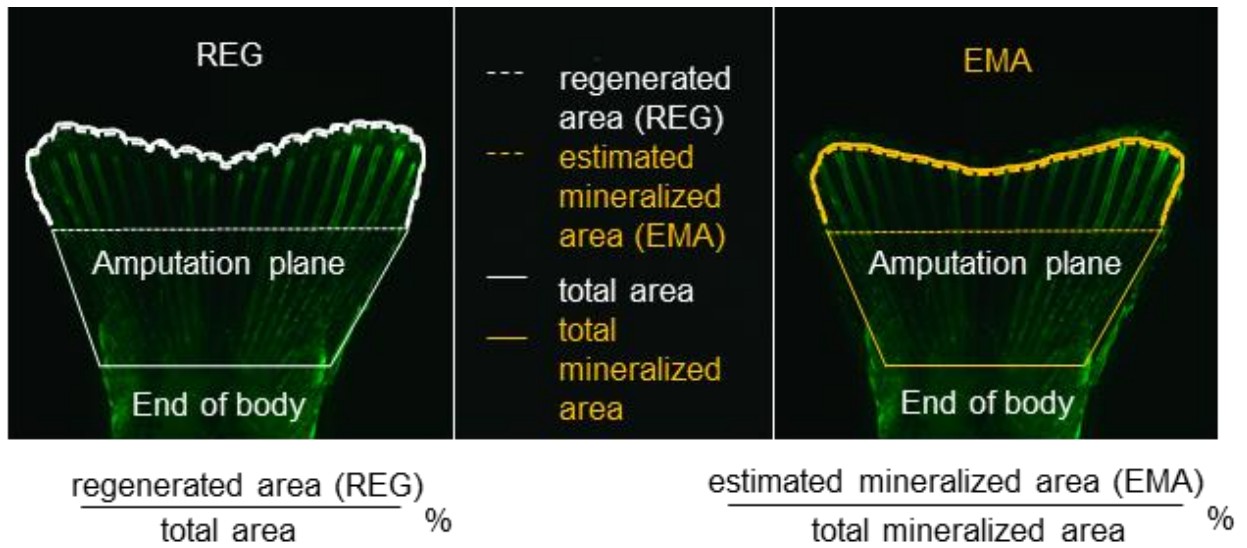 REG
Amputation plane
End of body
regenerated
area (REG)
estimated
mineralized
area (EMA)
total area
total
mineralized
area
EMA
Amputation plane
End of body
regenerated area (REG)
total area
%
estimated mineralized area (EMA)
total mineralized area
%